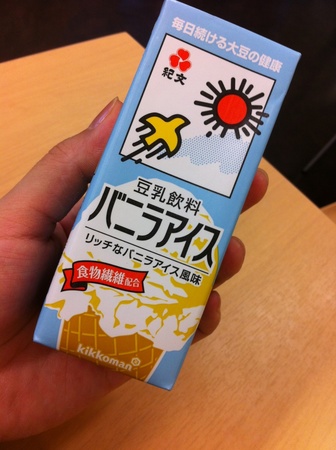 毎日続ける大豆の健康
紀文
豆乳飲料
バニラアイス
リッチなバニラアイス風味
食物繊維配合
kikkoman